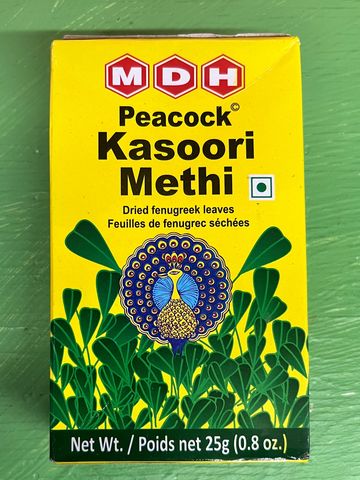 MDH
Peacock©
Kasoori
Methi
Dried fenugreek leaves
Feuilles de fenugrec séchées
Net Wt. / Poids net 25g (0.8 oz.)